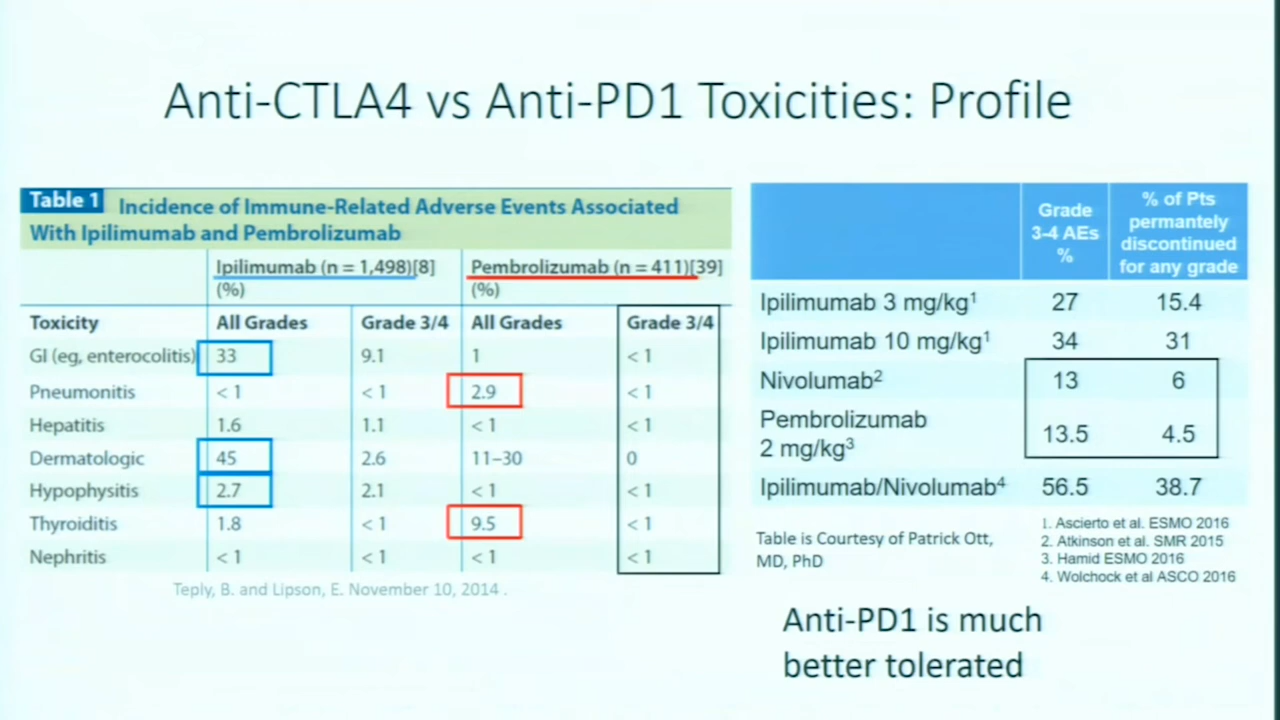 Anti-CTLA4 vs Anti-PD1 Toxicities: Profile
Table 1 Incidence of Immune-Related Adverse Events Associated
With Ipilimumab and Pembrolizumab
Ipilimumab (n = 1,498)[8] Pembrolizumab (n = 411)[39]
(%) (%)
Toxicity All Grades Grade 3/4 All Grades Grade 3/4
GI (eg, enterocolitis) 33 9.1 1 < 1
Pneumonitis < 1 < 1 2.9 < 1
Hepatitis 1.6 1.1 < 1 < 1
Dermatologic 45 2.6 11–30 0
Hypophysitis 2.7 2.1 < 1 < 1
Thyroiditis 1.8 < 1 9.5 < 1
Nephritis < 1 < 1 < 1 < 1
Teply, B. and Lipson, E. November 10, 2014 .
Grade
3-4 AEs
%
% of Pts
permantely
discontinued
for any grade
Ipilimumab 3 mg/kg¹ 27 15.4
Ipilimumab 10 mg/kg¹ 34 31
Nivolumab² 13 6
Pembrolizumab
2 mg/kg³ 13.5 4.5
Ipilimumab/Nivolumab⁴ 56.5 38.7
Table is Courtesy of Patrick Ott,
MD, PhD
1. Ascierto et al. ESMO 2016
2. Atkinson et al. SMR 2015
3. Hamid ESMO 2016
4. Wolchock et al ASCO 2016
Anti-PD1 is much
better tolerated